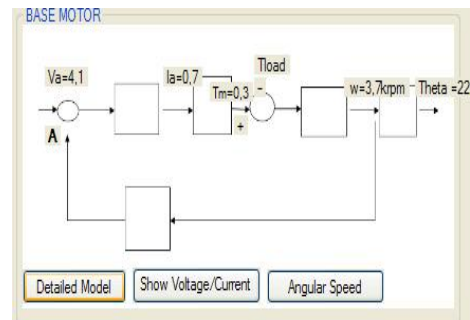 BASE MOTOR
Tload
Va=4,1
Ia=0,7
Tm=0,3
-
w=3,7krpm
Theta =22
+
A
Detailed Model
Show Voltage/Current
Angular Speed